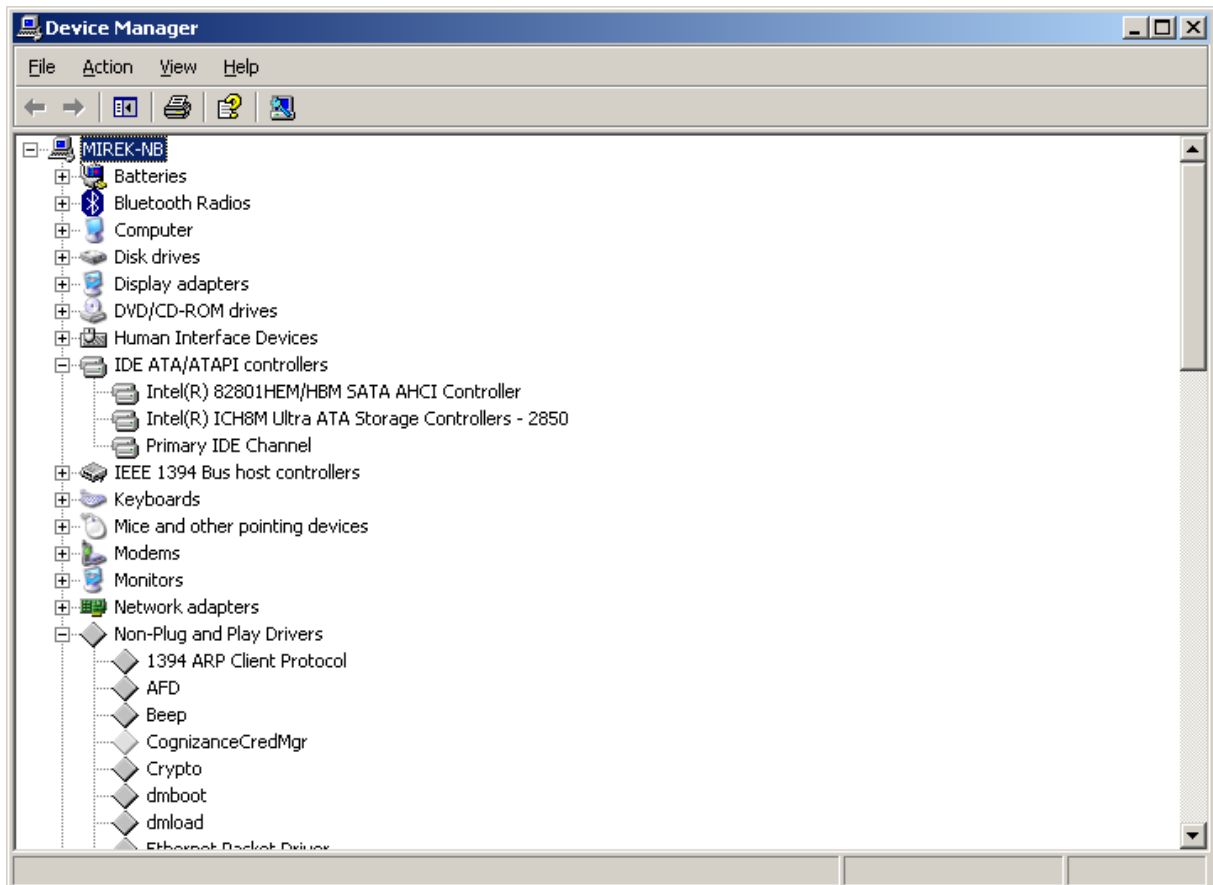 Device Manager
File Action View Help
MIREK-NB
Batteries
Bluetooth Radios
Computer
Disk drives
Display adapters
DVD/CD-ROM drives
Human Interface Devices
IDE ATA/ATAPI controllers
Intel(R) 82801HEM/HBM SATA AHCI Controller
Intel(R) ICH8M Ultra ATA Storage Controllers - 2850
Primary IDE Channel
IEEE 1394 Bus host controllers
Keyboards
Mice and other pointing devices
Modems
Monitors
Network adapters
Non-Plug and Play Drivers
1394 ARP Client Protocol
AFD
Beep
CognizanceCredMgr
Crypto
dmboot
dmload
Ethernet Packet Driver